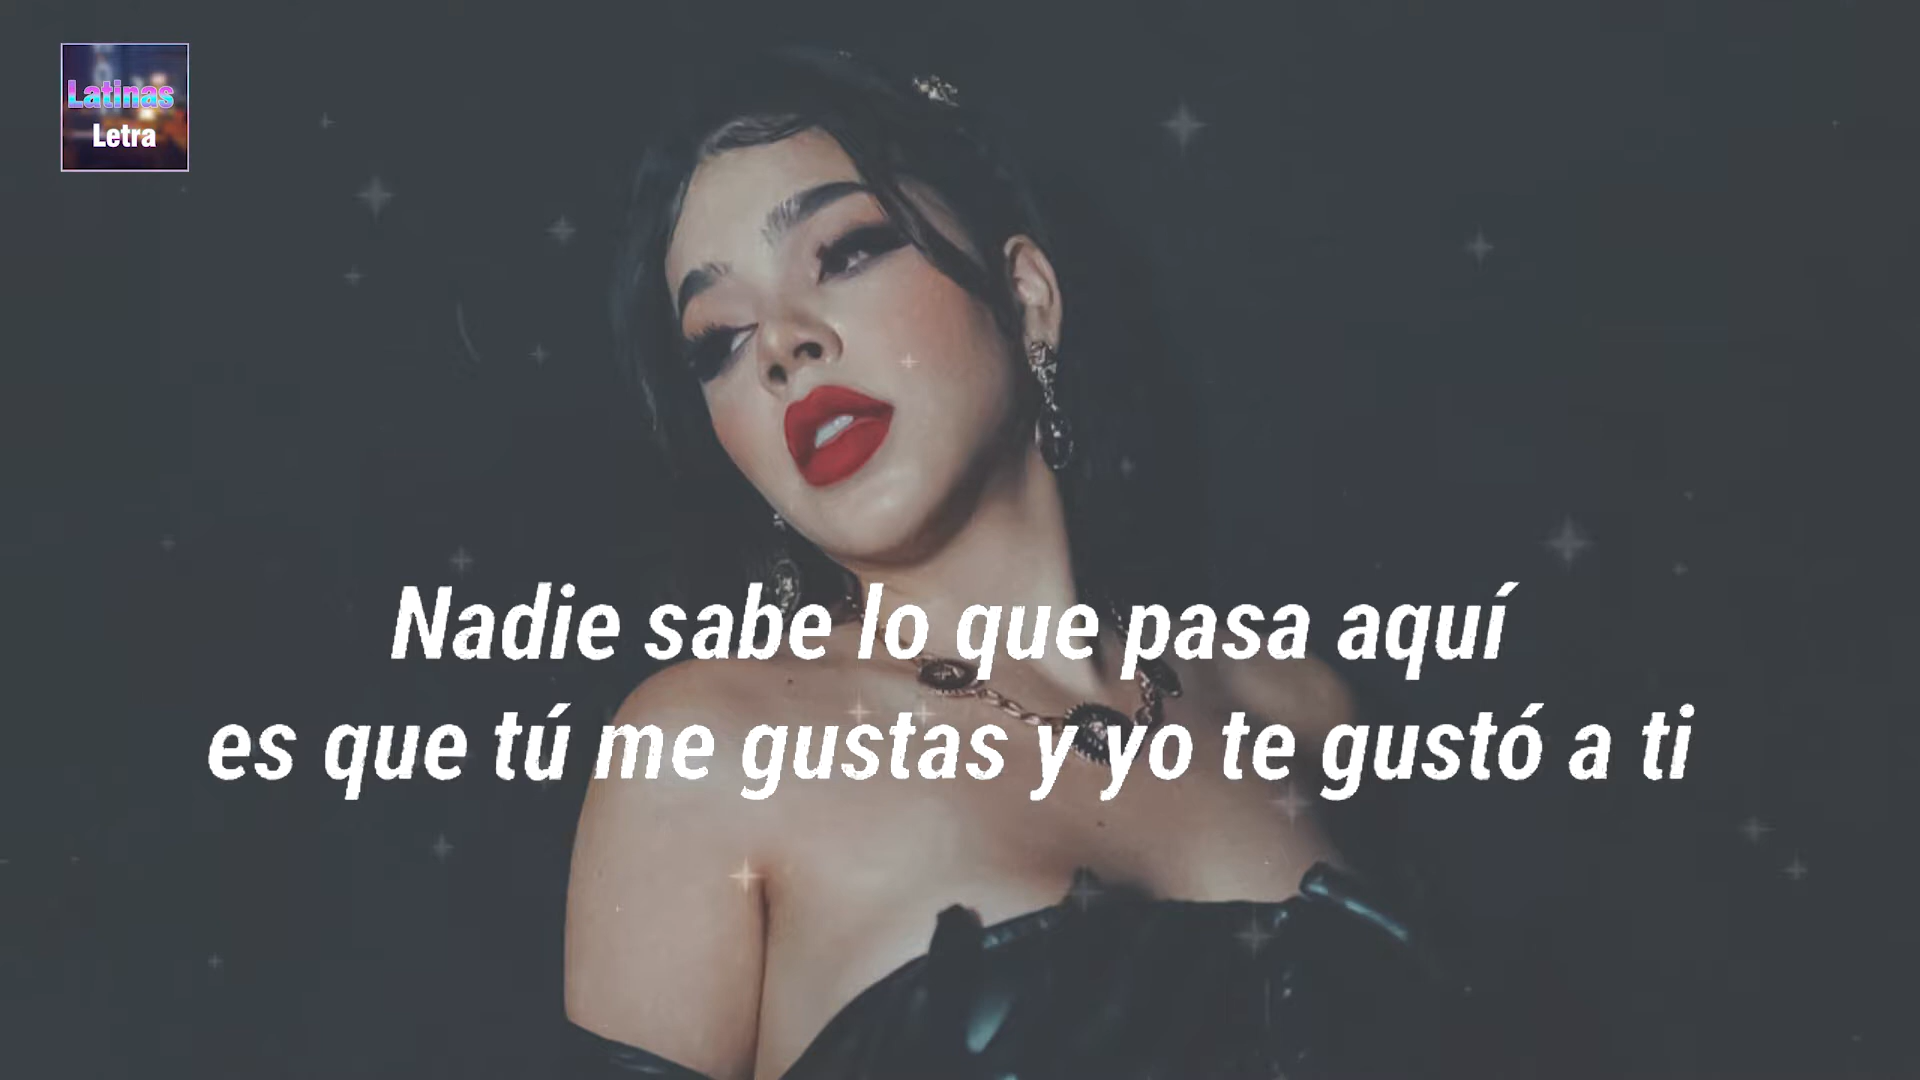 Latinas
Letra
Nadie sabe lo que pasa aquí
es que tú me gustas y yo te gustó a ti